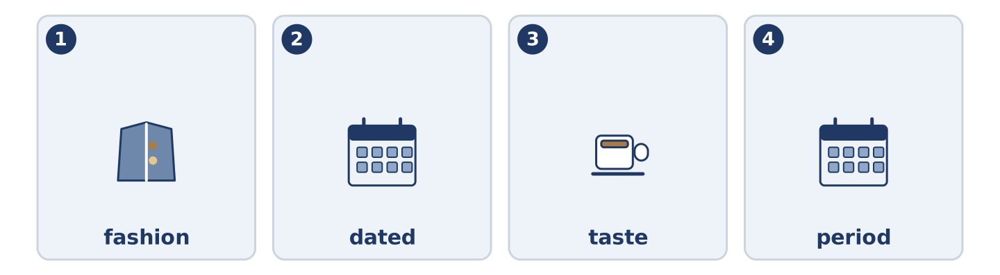 1
2
3
4
fashion
dated
taste
period